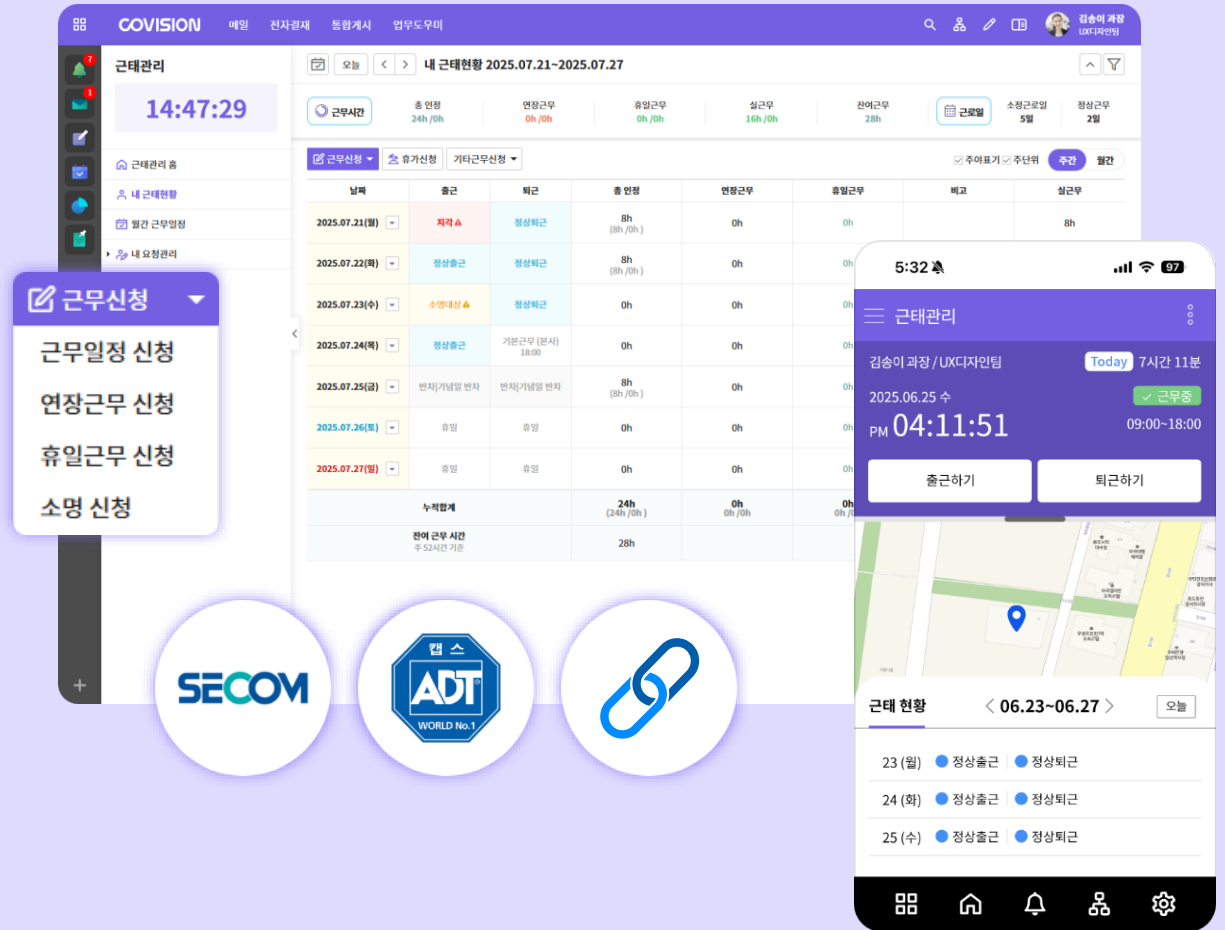 COVISION 메일 전자결재 통합게시 업무도우미
김송이 과장
UX디자인팀
7
1
근태관리
14:47:29
근태관리 홈
내 근태현황
월간 근무일정
내 요청관리
오늘 내 근태현황 2025.07.21~2025.07.27
근무시간
총 인정
24h /0h
연장근무
0h /0h
휴일근무
0h /0h
실근무
16h /0h
잔여근무
28h
근로일
소정근로일
5일
정상근무
2일
근무신청 휴가신청 기타근무신청 주야표기 주단위 주간 월간
날짜 출근 퇴근 총 인정 연장근무 휴일근무 비고 실근무
2025.07.21(월) 지각 정상퇴근 8h (8h /0h ) 0h 0h 8h
2025.07.22(화) 정상출근 정상퇴근 8h (8h /0h ) 0h 0h
2025.07.23(수) 소명대상 정상퇴근 0h 0h 0h
2025.07.24(목) 정상출근 기본근무 (본사) 18:00 0h 0h 0h
2025.07.25(금) 반차|기념일 반차 반차|기념일 반차 8h (8h /0h ) 0h 0h
2025.07.26(토) 휴일 휴일 0h 0h 0h
2025.07.27(일) 휴일 휴일 0h 0h 0h
누적합계 24h (24h /0h ) 0h 0h /0h 0h
잔여 근무 시간
주 52시간 기준
28h
근무신청
근무일정 신청
연장근무 신청
휴일근무 신청
소명 신청
SECOM
캡스
ADT
WORLD No.1
5:32
97
근태관리
김송이 과장 / UX디자인팀 Today 7시간 11분
2025.06.25 수 근무중
PM 04:11:51 09:00~18:00
출근하기 퇴근하기
근태 현황 06.23~06.27 오늘
23 (월) 정상출근 정상퇴근
24 (화) 정상출근 정상퇴근
25 (수) 정상출근 정상퇴근